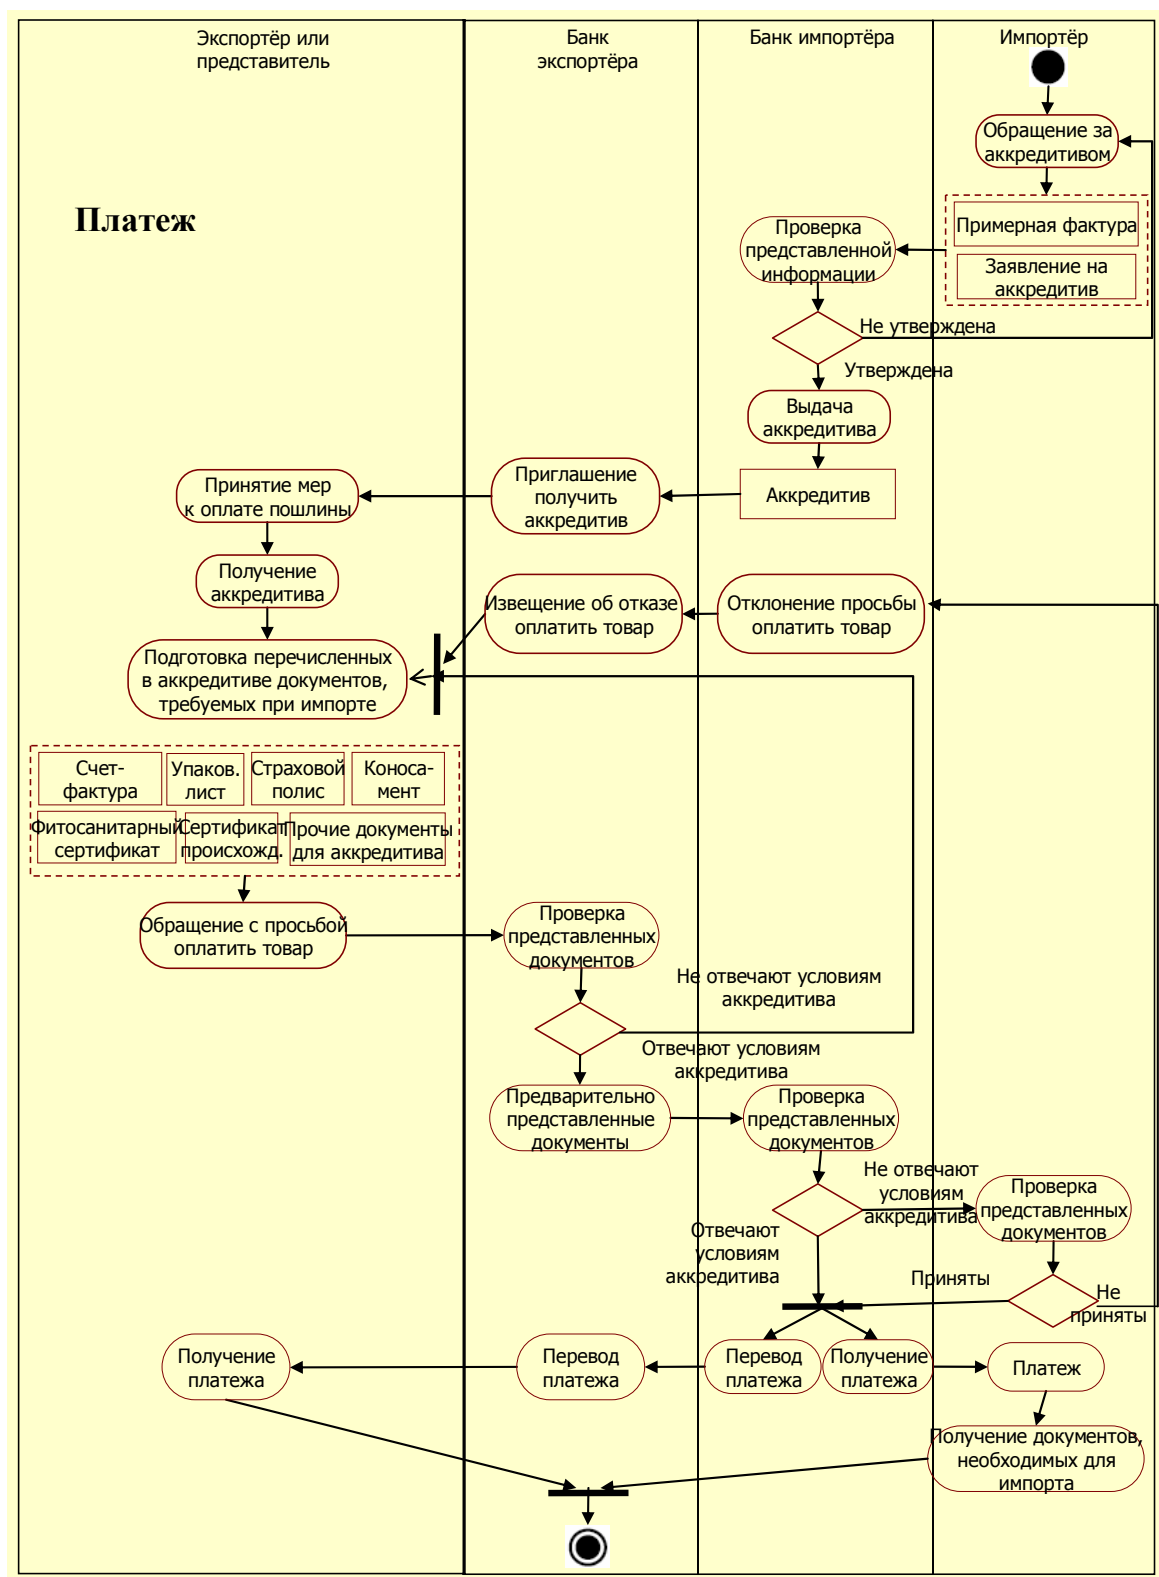 Экспортёр или
представитель
Банк
экспортёра
Банк импортёра
Импортёр
Обращение за
аккредитивом
Платеж
Примерная фактура
Заявление на
аккредитив
Проверка
представленной
информации
Не утверждена
Утверждена
Выдача
аккредитива
Аккредитив
Приглашение
получить
аккредитив
Принятие мер
к оплате пошлины
Получение
аккредитива
Извещение об отказе
оплатить товар
Отклонение просьбы
оплатить товар
Подготовка перечисленных
в аккредитиве документов,
требуемых при импорте
Счет-
фактура
Упаков.
лист
Страховой
полис
Коноса-
мент
Фитосанитарный
сертификат
Сертификат
происхожд.
Прочие документы
для аккредитива
Обращение с просьбой
оплатить товар
Проверка
представленных
документов
Не отвечают условиям
аккредитива
Отвечают условиям
аккредитива
Предварительно
представленные
документы
Проверка
представленных
документов
Не отвечают
условиям
аккредитива
Проверка
представленных
документов
Отвечают
условиям
аккредитива
Приняты
Не
приняты
Получение
платежа
Перевод
платежа
Перевод
платежа
Получение
платежа
Платеж
Получение документов,
необходимых для
импорта